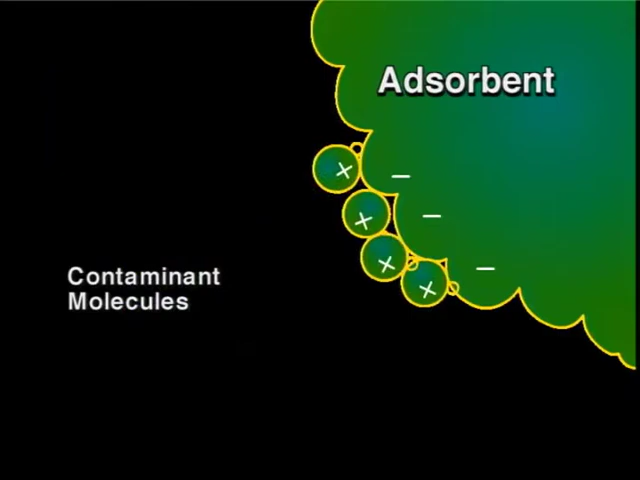 Adsorbent
+ −
+ −
+ −
+
Contaminant
Molecules